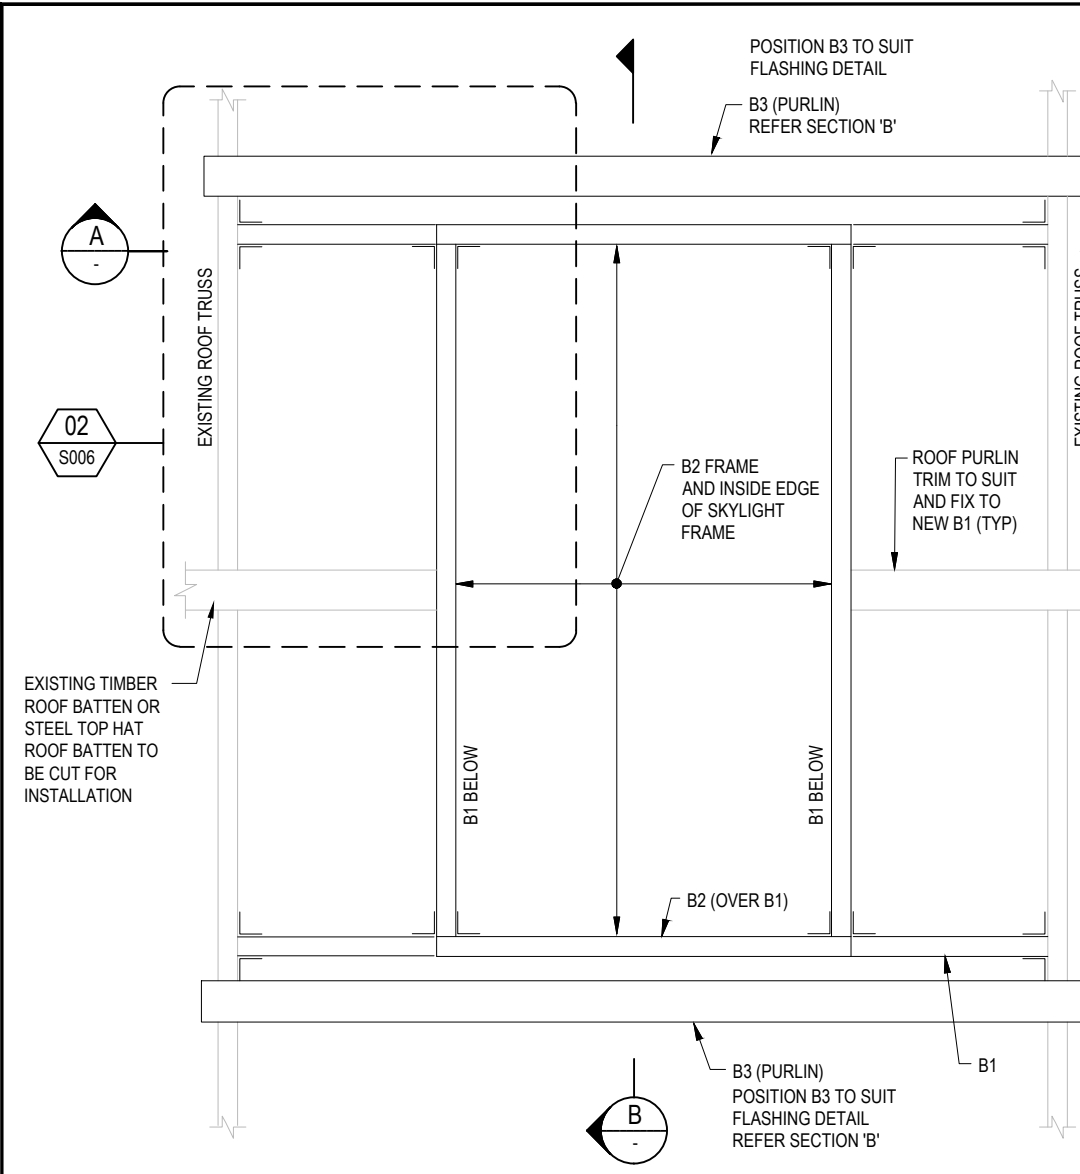 POSITION B3 TO SUIT
FLASHING DETAIL
B3 (PURLIN)
REFER SECTION 'B'
A
-
EXISTING ROOF TRUSS
EXISTING ROOF TRUSS
02
S006
B2 FRAME
AND INSIDE EDGE
OF SKYLIGHT
FRAME
ROOF PURLIN
TRIM TO SUIT
AND FIX TO
NEW B1 (TYP)
EXISTING TIMBER
ROOF BATTEN OR
STEEL TOP HAT
ROOF BATTEN TO
BE CUT FOR
INSTALLATION
B1 BELOW
B1 BELOW
B2 (OVER B1)
B1
B3 (PURLIN)
POSITION B3 TO SUIT
FLASHING DETAIL
REFER SECTION 'B'
B
-